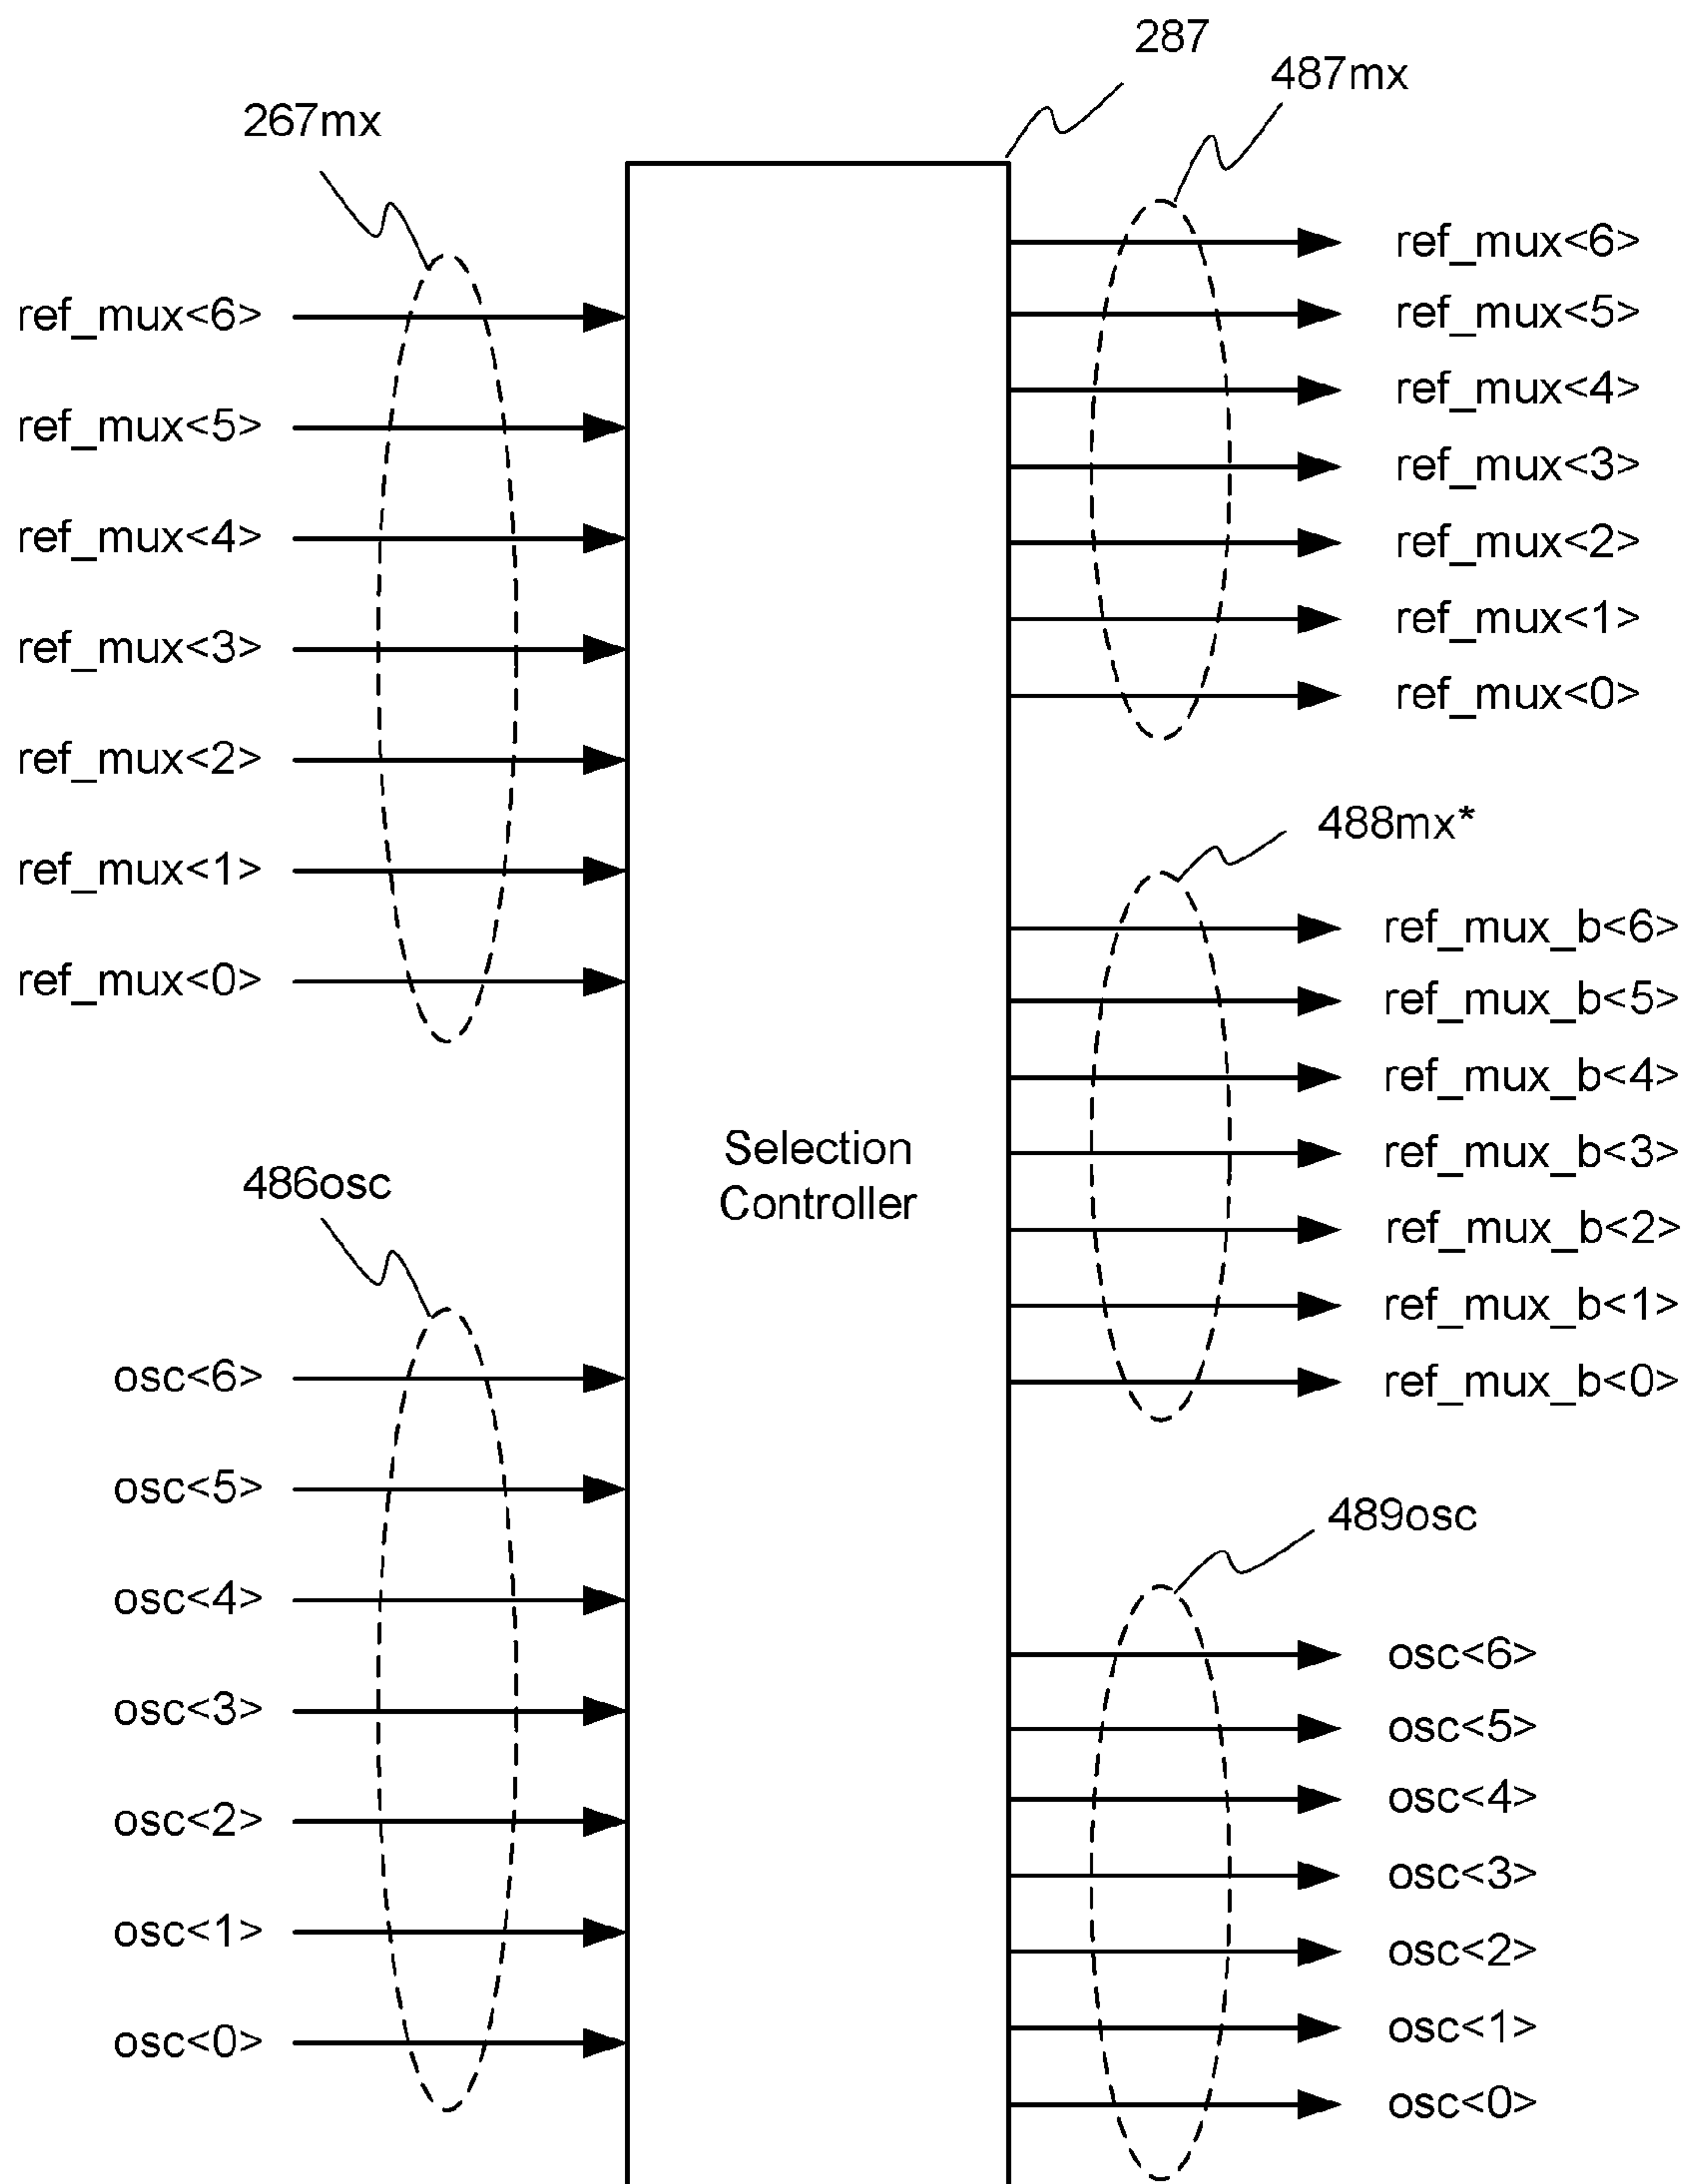 287
487mx
267mx
ref_mux<6>
ref_mux<5>
ref_mux<4>
ref_mux<3>
ref_mux<2>
ref_mux<1>
ref_mux<0>
486osc
osc<6>
osc<5>
osc<4>
osc<3>
osc<2>
osc<1>
osc<0>
Selection
Controller
ref_mux<6>
ref_mux<5>
ref_mux<4>
ref_mux<3>
ref_mux<2>
ref_mux<1>
ref_mux<0>
488mx*
ref_mux_b<6>
ref_mux_b<5>
ref_mux_b<4>
ref_mux_b<3>
ref_mux_b<2>
ref_mux_b<1>
ref_mux_b<0>
489osc
osc<6>
osc<5>
osc<4>
osc<3>
osc<2>
osc<1>
osc<0>